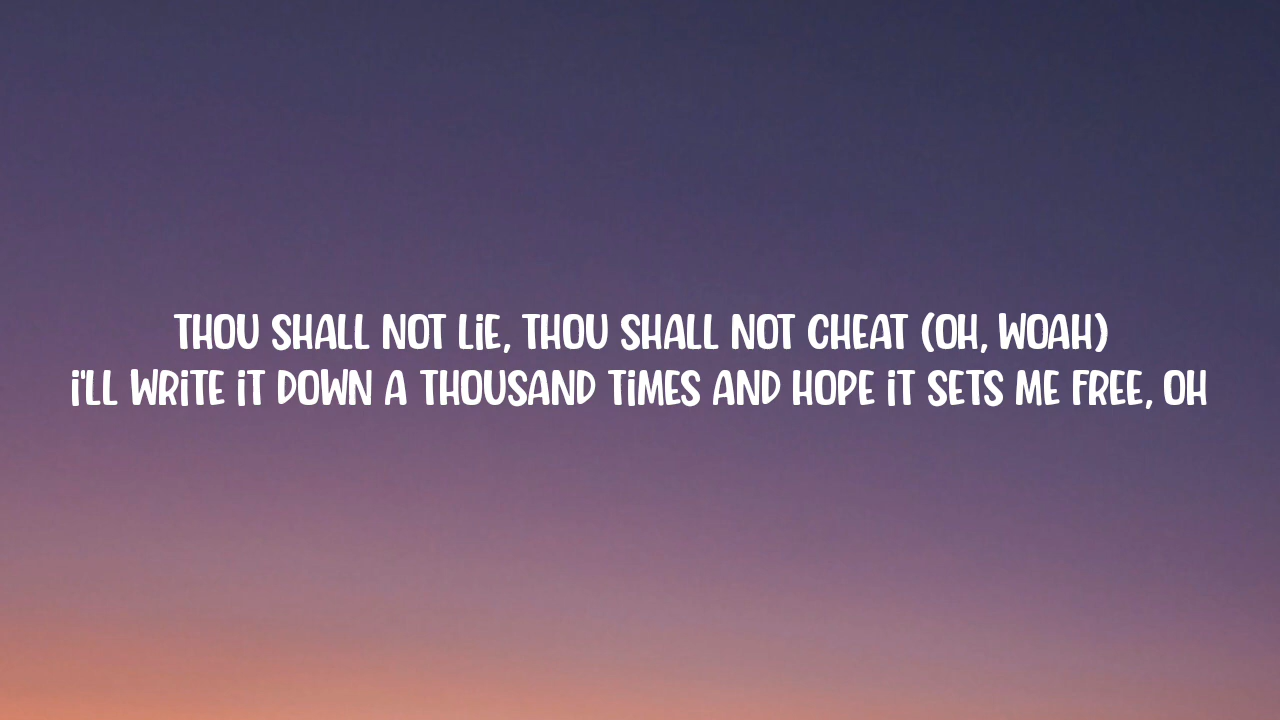 THOU SHALL NOT LiE, THOU SHALL NOT CHEAT (OH, WOAH)
i'LL WRiTE iT DOWN A THOUSAND TiMES AND HOPE iT SETS ME FREE, OH